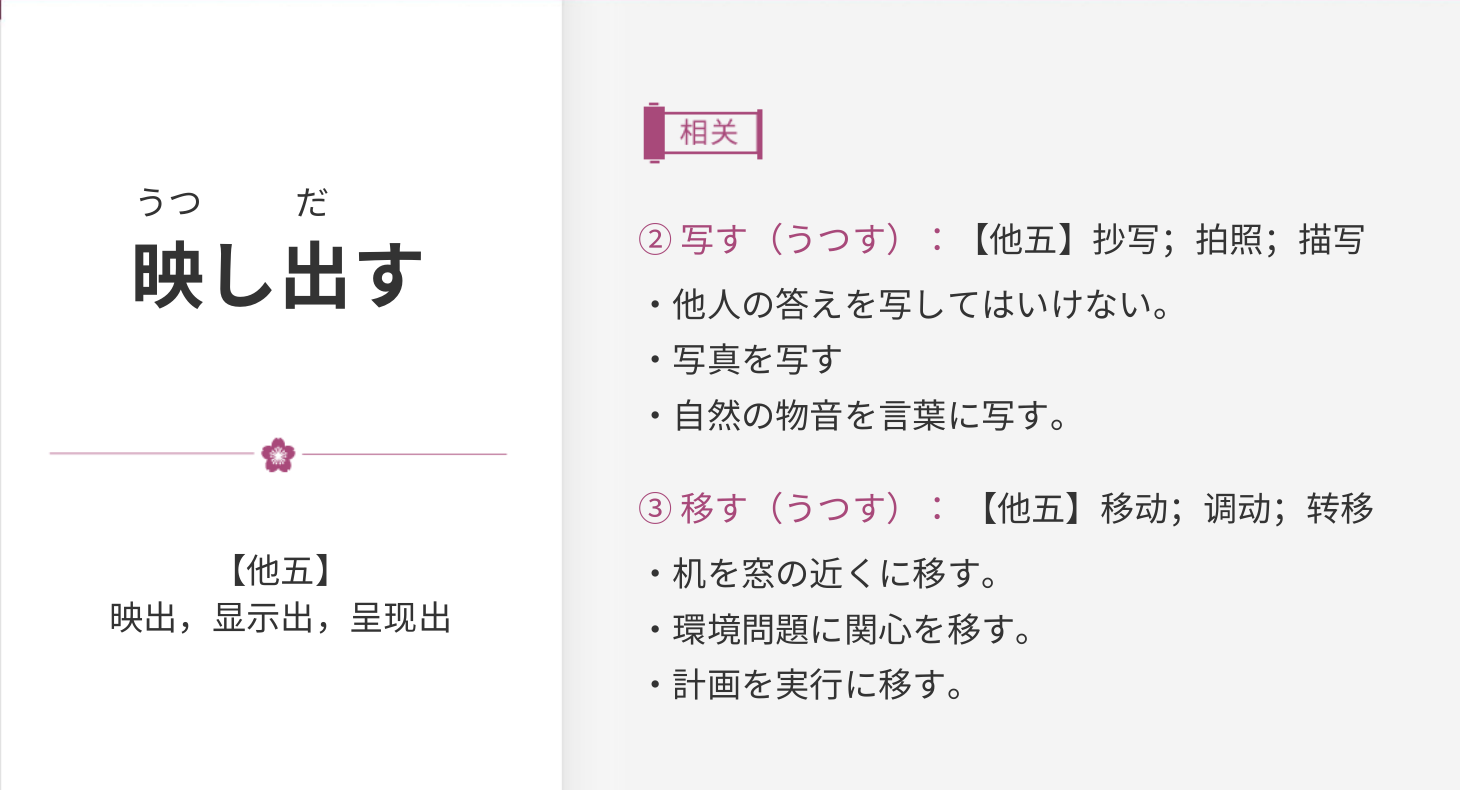 うつ だ
映し出す
【他五】
映出，显示出，呈现出
相关
② 写す（うつす）：【他五】抄写；拍照；描写
・他人の答えを写してはいけない。
・写真を写す
・自然の物音を言葉に写す。
③ 移す（うつす）：【他五】移动；调动；转移
・机を窓の近くに移す。
・環境問題に関心を移す。
・計画を実行に移す。